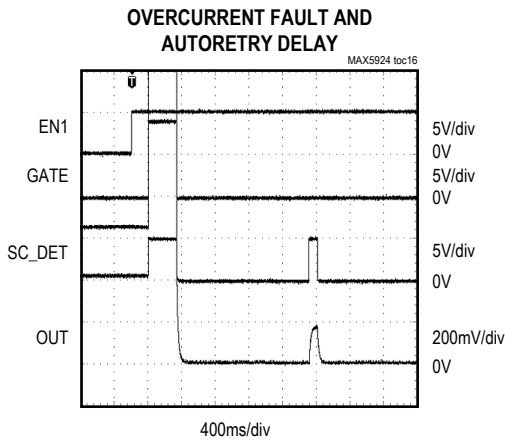 OVERCURRENT FAULT AND
AUTORETRY DELAY
MAX5924 toc16
T
EN1
5V/div
0V
GATE
5V/div
0V
SC_DET
5V/div
0V
OUT
200mV/div
0V
400ms/div